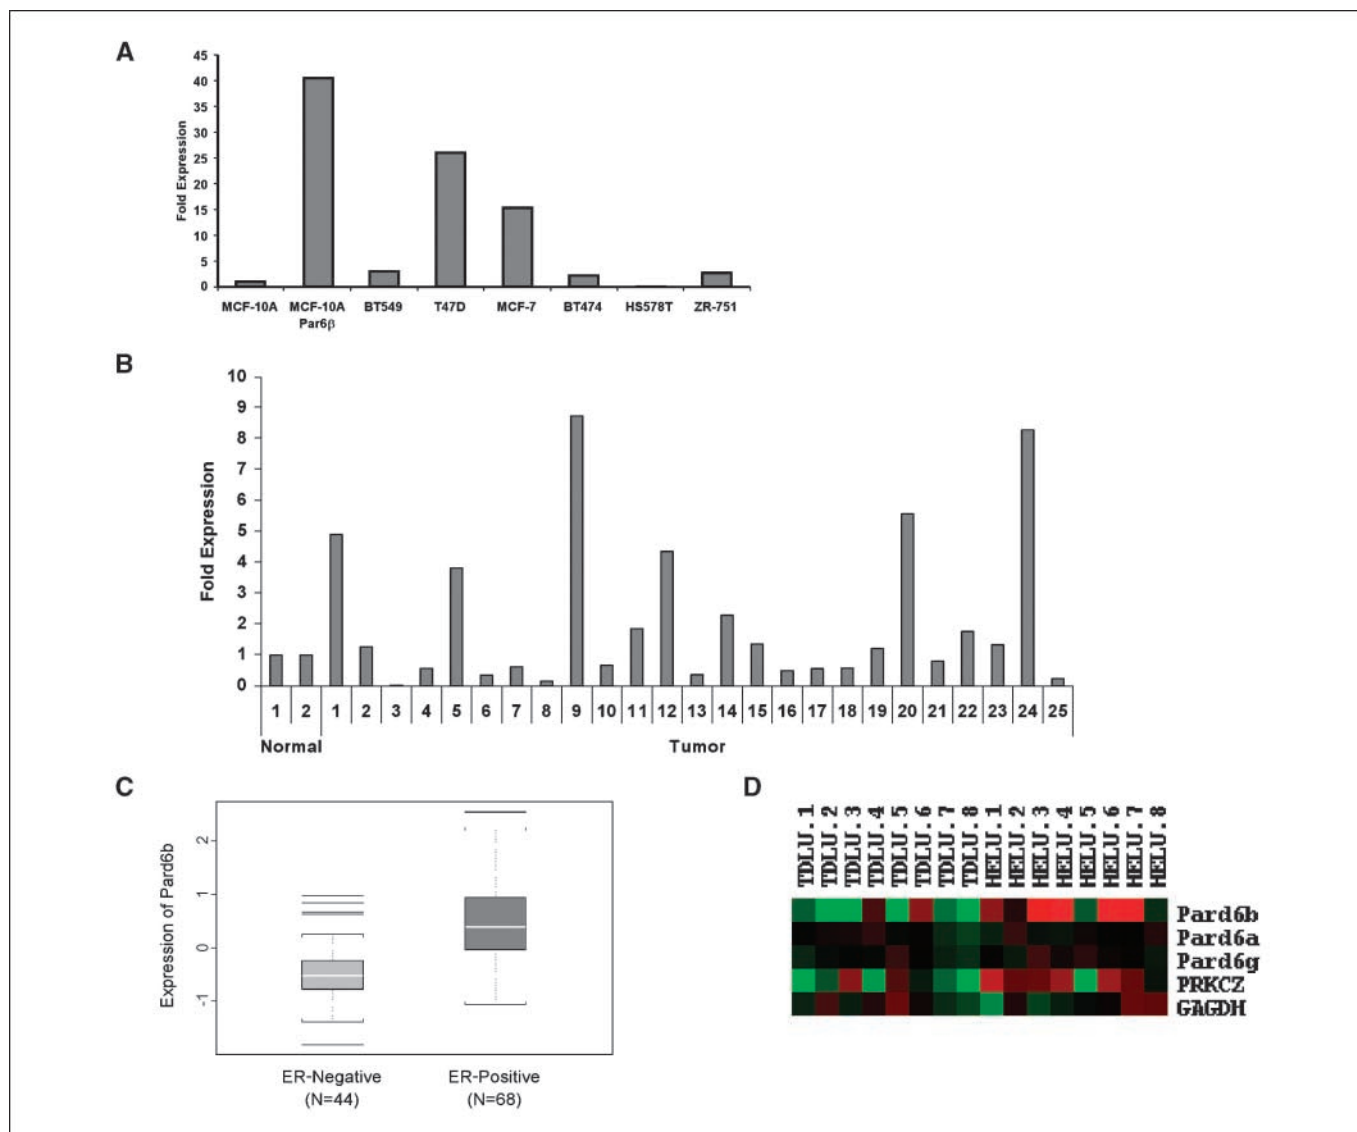 A
45
40
35
30
25
20
15
10
5
0
Fold Expression
MCF-10A MCF-10A BT549 T47D MCF-7 BT474 HS578T ZR-751
Par6β
B
10
9
8
7
6
5
4
3
2
1
0
Fold Expression
1 2 1 2 3 4 5 6 7 8 9 10 11 12 13 14 15 16 17 18 19 20 21 22 23 24 25
Normal Tumor
C
2
1
0
-1
Expression of Pard6b
ER-Negative ER-Positive
(N=44) (N=68)
D
TDLU.1 TDLU.2 TDLU.3 TDLU.4 TDLU.5 TDLU.6 TDLU.7 TDLU.8 HELU.1 HELU.2 HELU.3 HELU.4 HELU.5 HELU.6 HELU.7 HELU.8
Pard6b
Pard6a
Pard6g
PRKCZ
GAGDH